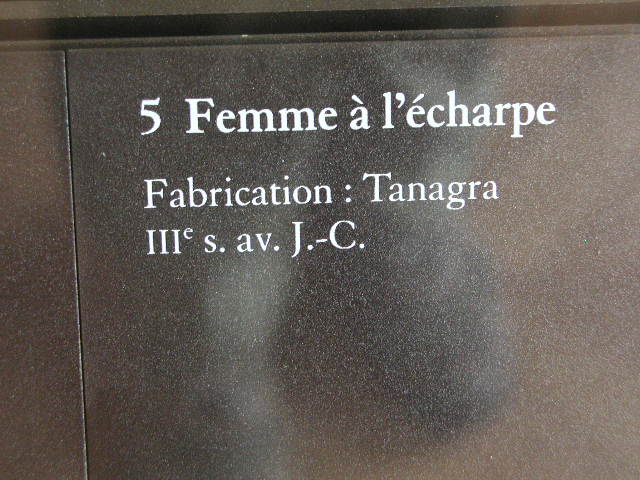 5 Femme à l'écharpe
Fabrication : Tanagra
IIIe s. av. J.-C.